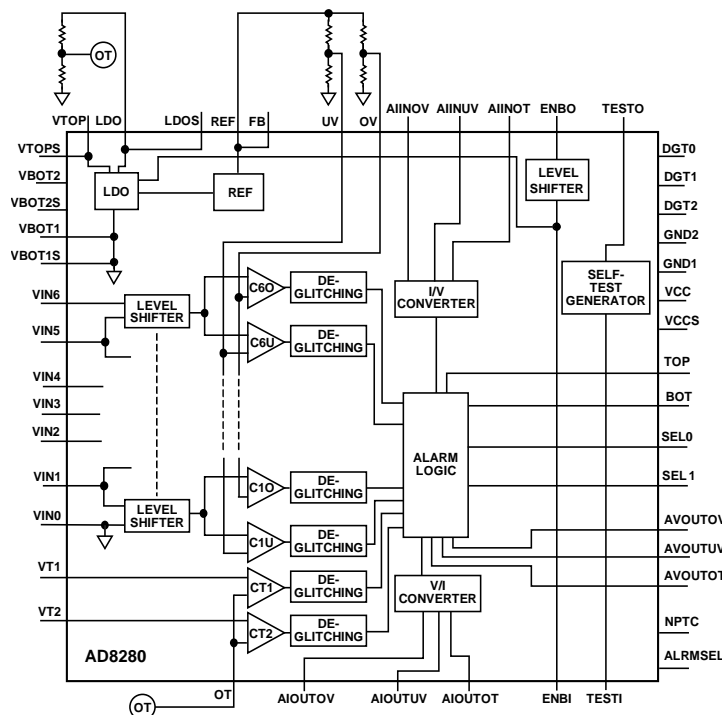 OT
VTOP
LDO
LDOS
REF
FB
UV
OV
AIINOV
AIINUV
AIINOT
ENBO
TESTO
VTOPS
VBOT2
VBOT2S
VBOT1
VBOT1S
VIN6
VIN5
VIN4
VIN3
VIN2
VIN1
VIN0
VT1
VT2
LDO
REF
LEVEL
SHIFTER
LEVEL
SHIFTER
C6O
DE-
GLITCHING
C6U
DE-
GLITCHING
I/V
CONVERTER
LEVEL
SHIFTER
SELF-
TEST
GENERATOR
ALARM
LOGIC
C1O
DE-
GLITCHING
C1U
DE-
GLITCHING
CT1
DE-
GLITCHING
CT2
DE-
GLITCHING
V/I
CONVERTER
DGT0
DGT1
DGT2
GND2
GND1
VCC
VCCS
TOP
BOT
SEL0
SEL1
AVOUTOV
AVOUTUV
AVOUTOT
NPTC
ALRMSEL
AD8280
OT
OT
AIOUTOV
AIOUTUV
AIOUTOT
ENBI
TESTI